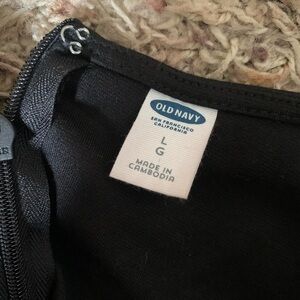 OLD NAVY
SAN FRANCISCO
CALIFORNIA
L
G
MADE IN
CAMBODIA